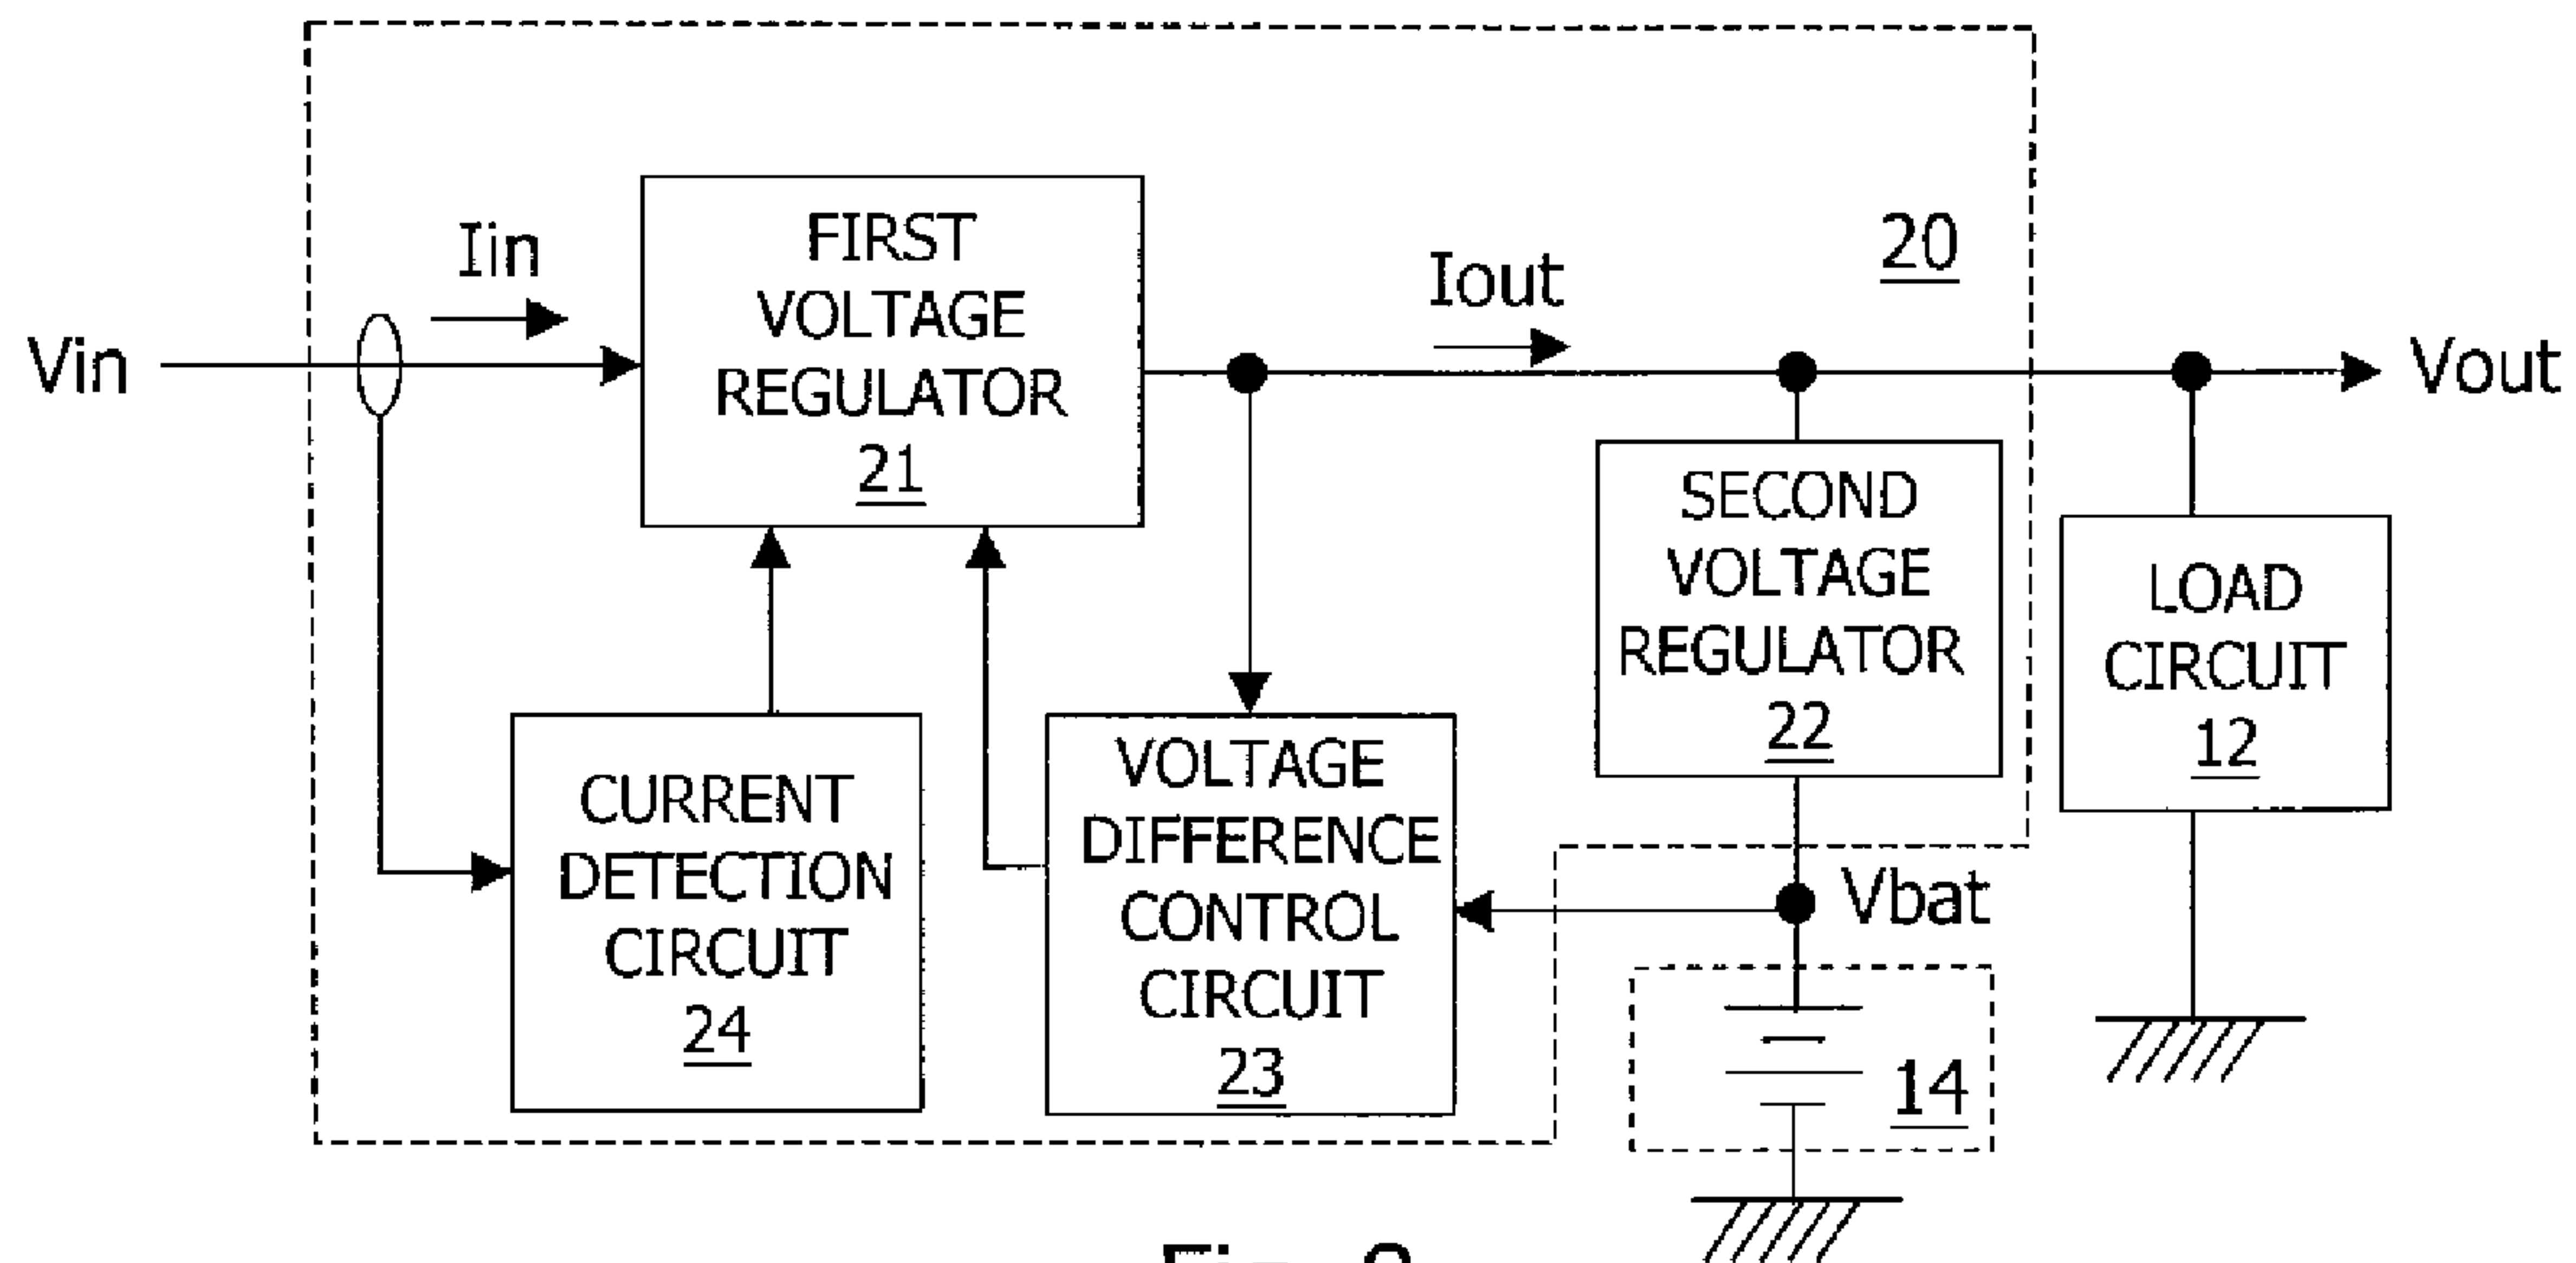 Vin
Iin
FIRST
VOLTAGE
REGULATOR
21
Iout
20
Vout
SECOND
VOLTAGE
REGULATOR
22
LOAD
CIRCUIT
12
CURRENT
DETECTION
CIRCUIT
24
VOLTAGE
DIFFERENCE
CONTROL
CIRCUIT
23
Vbat
14